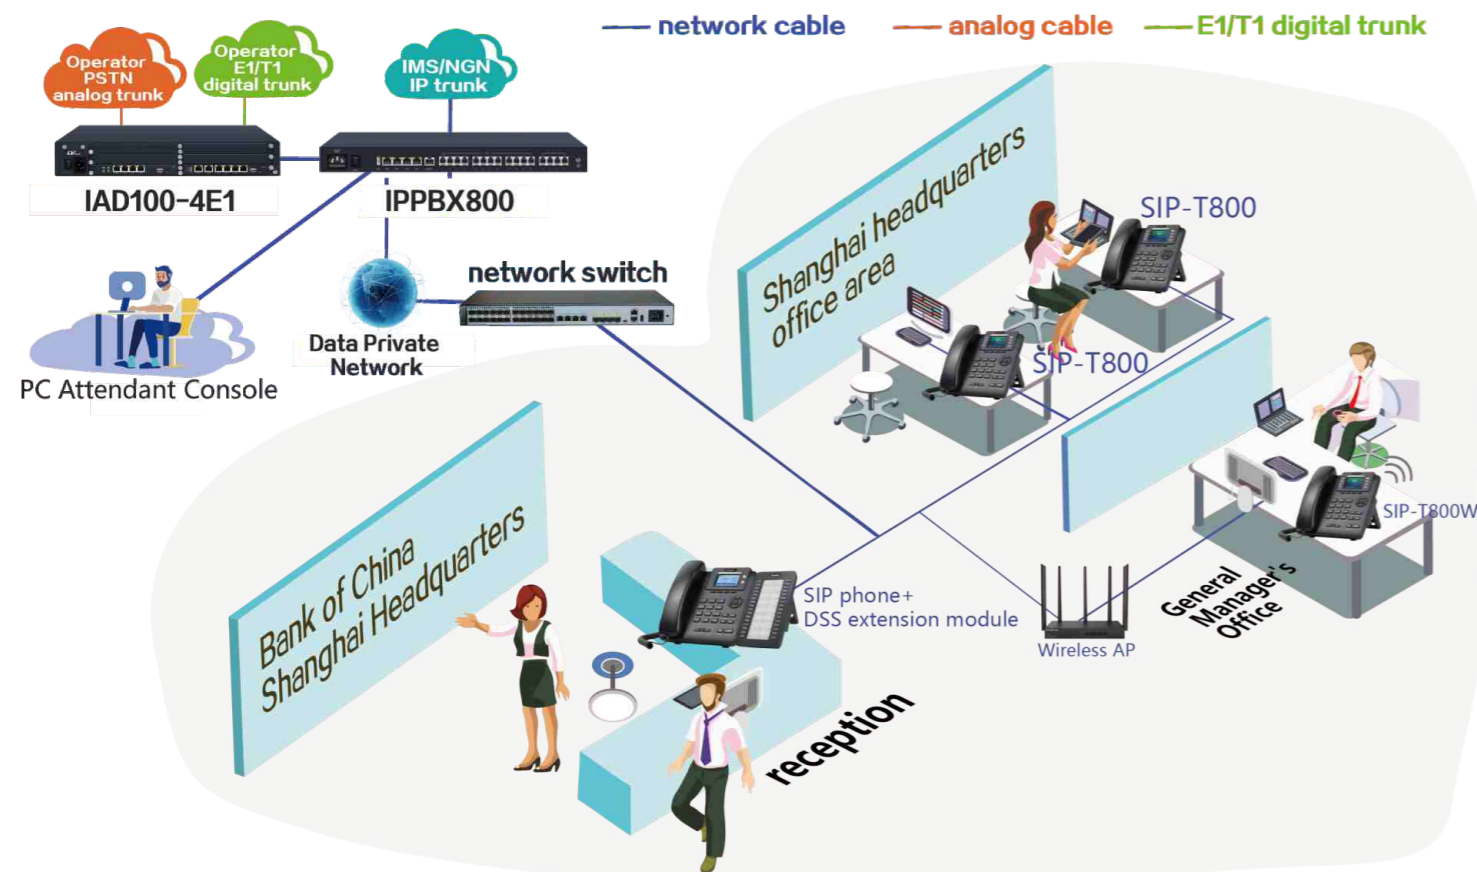 network cable
analog cable
E1/T1 digital trunk
Operator
PSTN
analog trunk
Operator
E1/T1
digital trunk
IMS/NGN
IP trunk
IAD100-4E1
IPPBX800
PC Attendant Console
Data Private
Network
network switch
Shanghai headquarters
office area
SIP-T800
SIP-T800
SIP-T800W
General
Manager's
Office
Wireless AP
SIP phone+
DSS extension module
Bank of China
Shanghai Headquarters
reception